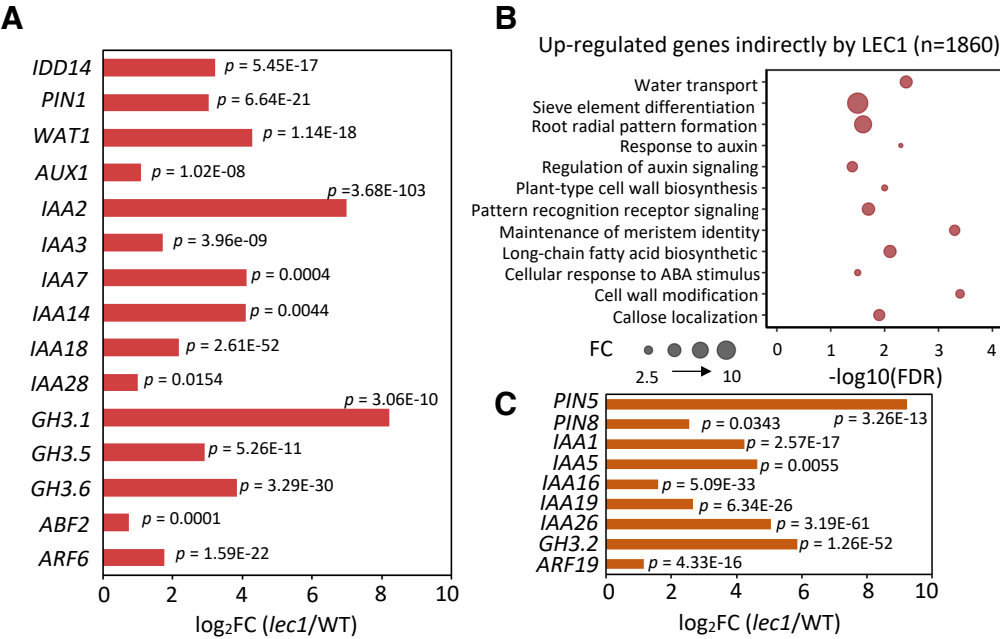 A
IDD14 p = 5.45E-17
PIN1 p = 6.64E-21
WAT1 p = 1.14E-18
AUX1 p = 1.02E-08
IAA2 p =3.68E-103
IAA3 p = 3.96e-09
IAA7 p = 0.0004
IAA14 p = 0.0044
IAA18 p = 2.61E-52
IAA28 p = 0.0154
GH3.1 p = 3.06E-10
GH3.5 p = 5.26E-11
GH3.6 p = 3.29E-30
ABF2 p = 0.0001
ARF6 p = 1.59E-22
0 2 4 6 8 10
log₂FC (lec1/WT)
B
Up-regulated genes indirectly by LEC1 (n=1860)
Water transport
Sieve element differentiation
Root radial pattern formation
Response to auxin
Regulation of auxin signaling
Plant-type cell wall biosynthesis
Pattern recognition receptor signaling
Maintenance of meristem identity
Long-chain fatty acid biosynthetic
Cellular response to ABA stimulus
Cell wall modification
Callose localization
0 1 2 3 4
FC
2.5 10
-log10(FDR)
C
PIN5 p = 3.26E-13
PIN8 p = 0.0343
IAA1 p = 2.57E-17
IAA5 p = 0.0055
IAA16 p = 5.09E-33
IAA19 p = 6.34E-26
IAA26 p = 3.19E-61
GH3.2 p = 1.26E-52
ARF19 p = 4.33E-16
0 2 4 6 8 10
log₂FC (lec1/WT)